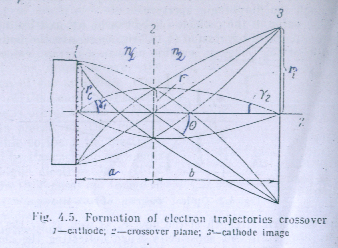 3
2
1
n₁ n₂
r
r_c γ₁ γ₂ r₁
θ z
a b
Fig. 4.5. Formation of electron trajectories crossover
1—cathode; 2—crossover plane; 3—cathode image